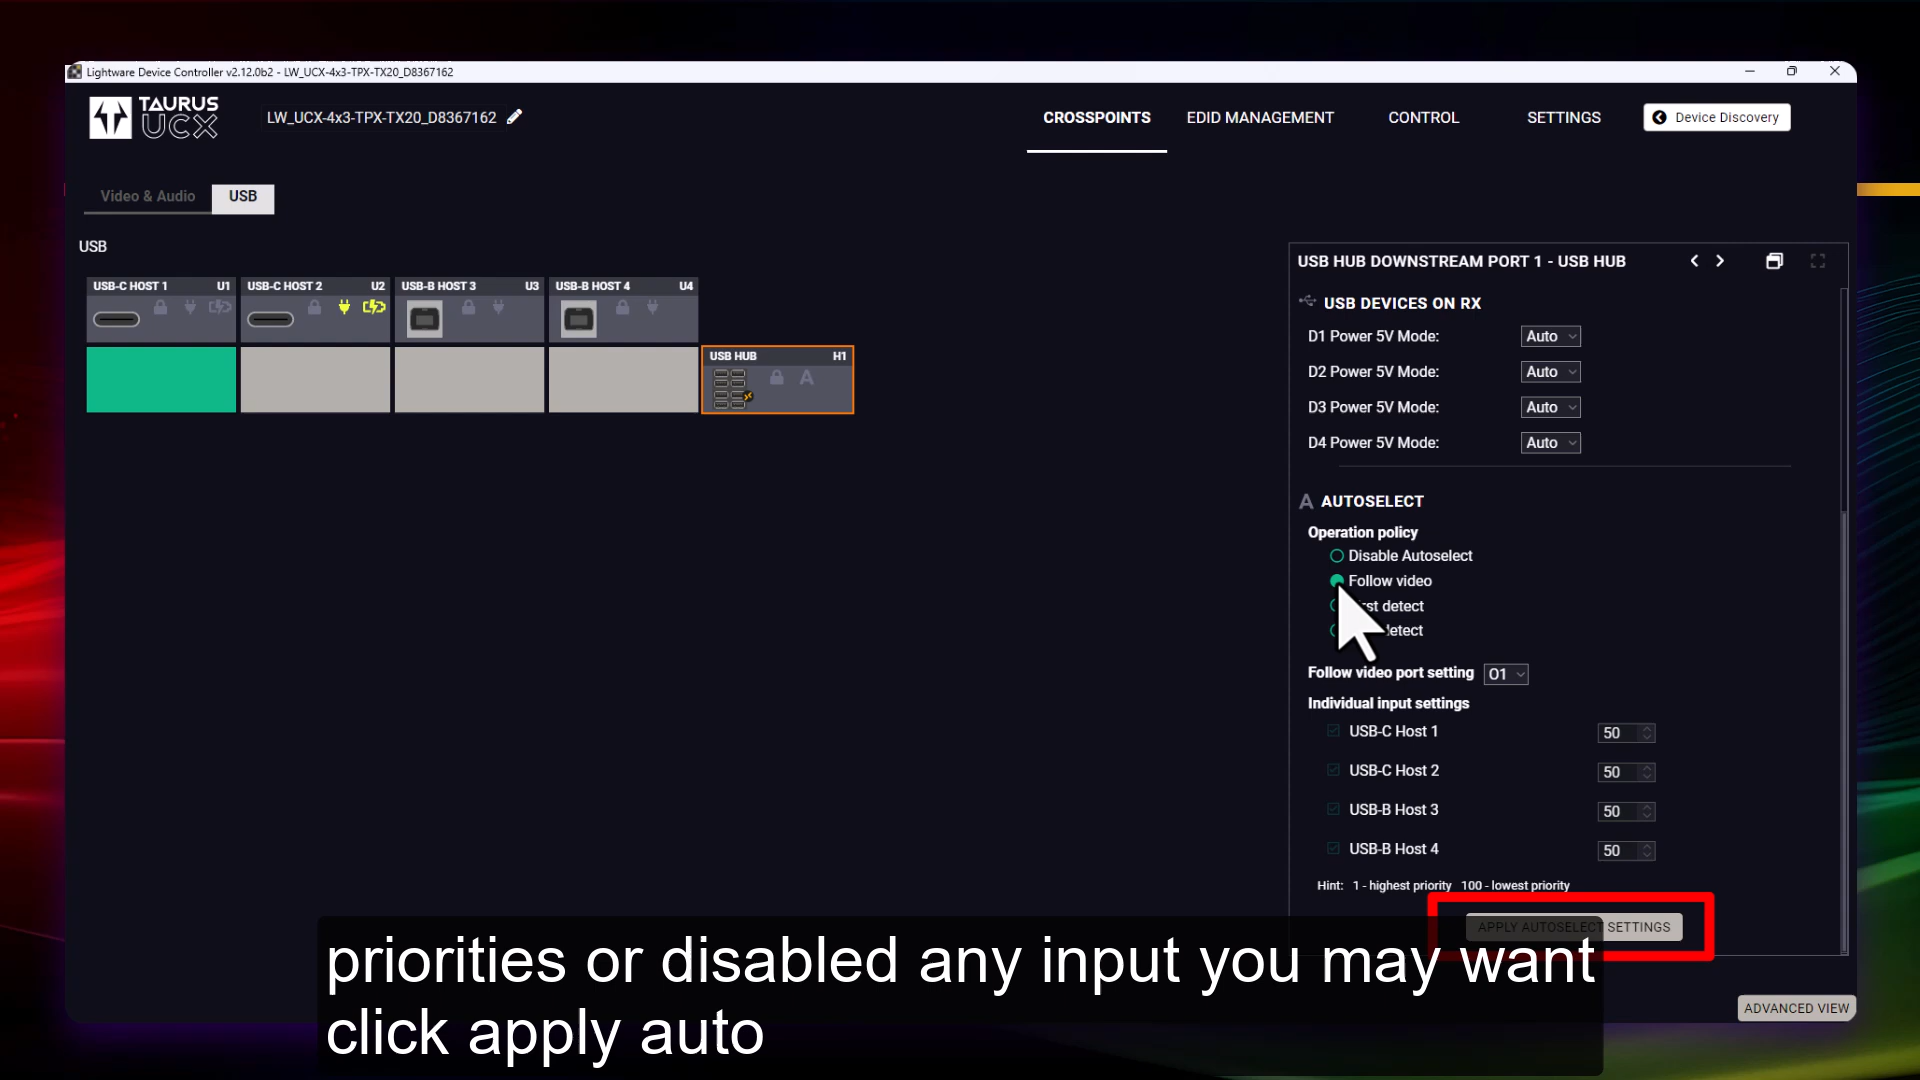 Lightware Device Controller v2.12.0b2 - LW_UCX-4x3-TPX-TX20_D8367162
TAURUS
UCX
LW_UCX-4x3-TPX-TX20_D8367162
CROSSPOINTS
EDID MANAGEMENT
CONTROL
SETTINGS
Device Discovery
Video & Audio
USB
USB
USB-C HOST 1 U1
USB-C HOST 2 U2
USB-B HOST 3 U3
USB-B HOST 4 U4
USB HUB H1
A
USB HUB DOWNSTREAM PORT 1 - USB HUB
USB DEVICES ON RX
D1 Power 5V Mode: Auto
D2 Power 5V Mode: Auto
D3 Power 5V Mode: Auto
D4 Power 5V Mode: Auto
A AUTOSELECT
Operation policy
Disable Autoselect
Follow video
detect
detect
Follow video port setting O1
Individual input settings
USB-C Host 1 50
USB-C Host 2 50
USB-B Host 3 50
USB-B Host 4 50
Hint: 1 - highest priority 100 - lowest priority
APPLY AUTOSELECT SETTINGS
priorities or disabled any input you may want
click apply auto
ADVANCED VIEW